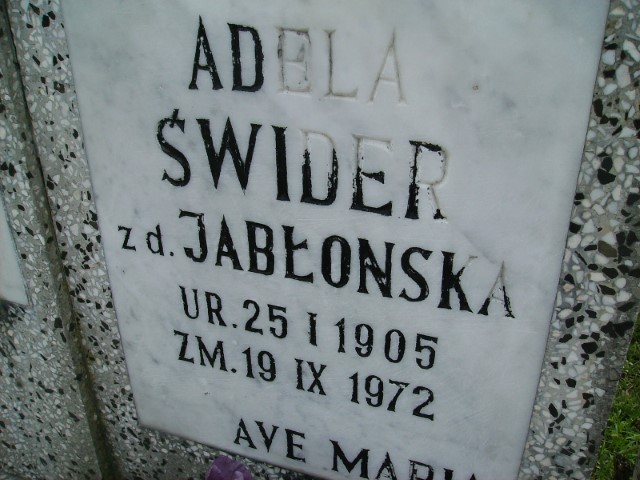 ADELA
ŚWIDER
z d. JABŁONSKA
UR. 25 I 1905
ZM. 19 IX 1972
AVE MARIA